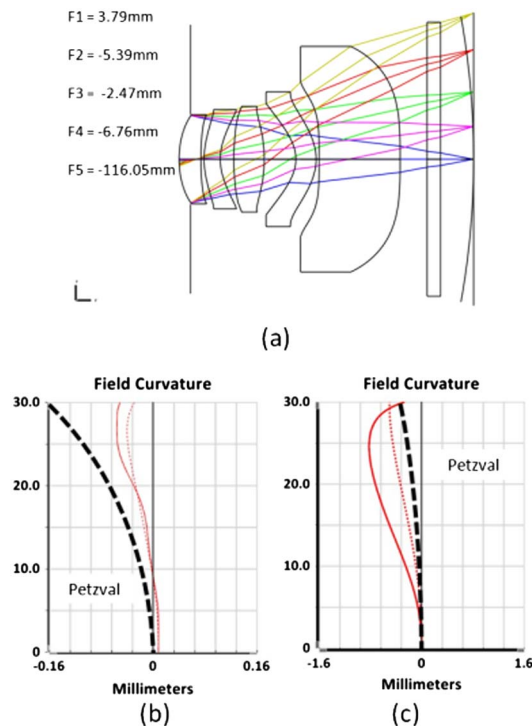 F1 = 3.79mm
F2 = -5.39mm
F3 = -2.47mm
F4 = -6.76mm
F5 = -116.05mm
(a)
Field Curvature
30.0
20.0
10.0
0
Petzval
-0.16 0 0.16
Millimeters
(b)
Field Curvature
30.0
20.0
10.0
0
Petzval
-1.6 0 1.6
Millimeters
(c)